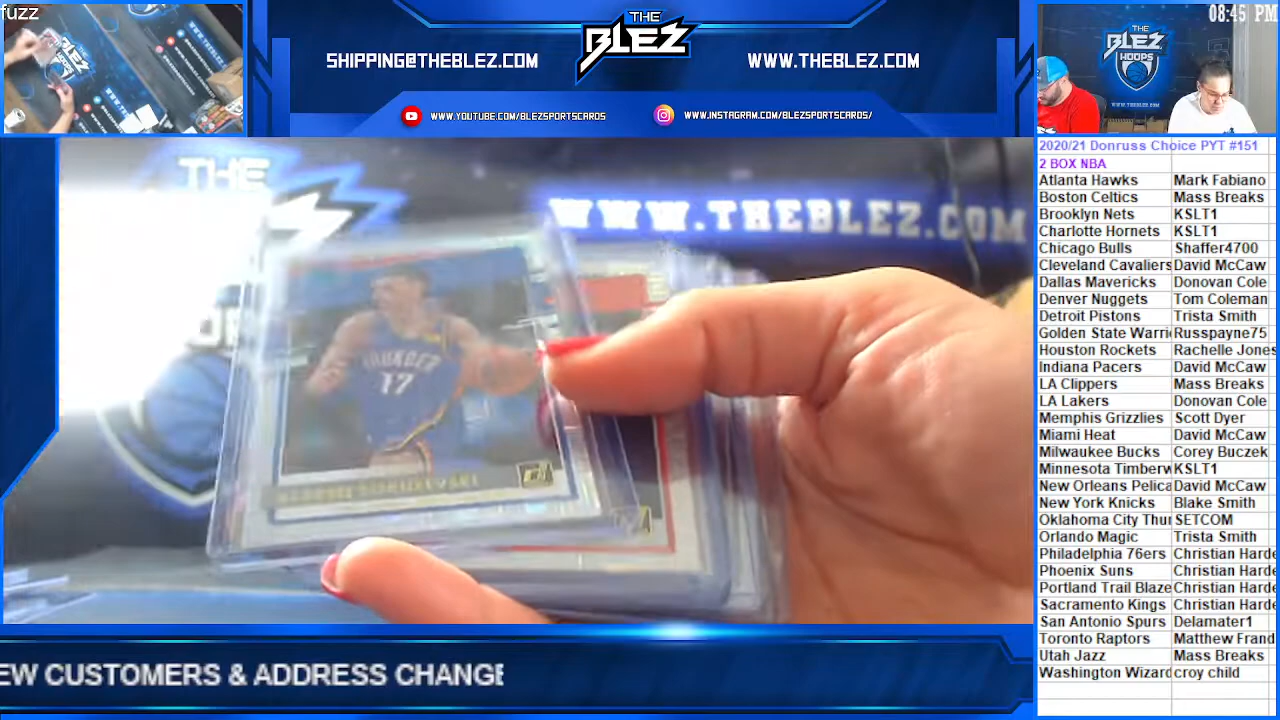 fuzz
SHIPPING@THEBLEZ.COM
THE
BLEZ
WWW.THEBLEZ.COM
WWW.YOUTUBE.COM/BLEZSPORTSCARDS
WWW.INSTAGRAM.COM/BLEZSPORTSCARDS/
08:45 PM
THE
BLEZ
HOOPS
WWW.THEBLEZ.COM
THE
WWW.THEBLEZ.COM
THUNDER
17
2020/21 Donruss Choice PYT #151
2 BOX NBA
Atlanta Hawks Mark Fabiano
Boston Celtics Mass Breaks
Brooklyn Nets KSLT1
Charlotte Hornets KSLT1
Chicago Bulls Shaffer4700
Cleveland Cavaliers David McCaw
Dallas Mavericks Donovan Cole
Denver Nuggets Tom Coleman
Detroit Pistons Trista Smith
Golden State Warri Russpayne75
Houston Rockets Rachelle Jones
Indiana Pacers David McCaw
LA Clippers Mass Breaks
LA Lakers Donovan Cole
Memphis Grizzlies Scott Dyer
Miami Heat David McCaw
Milwaukee Bucks Corey Buczek
Minnesota Timberw KSLT1
New Orleans Pelica David McCaw
New York Knicks Blake Smith
Oklahoma City Thu SETCOM
Orlando Magic Trista Smith
Philadelphia 76ers Christian Harde
Phoenix Suns Christian Harde
Portland Trail Blaze Christian Harde
Sacramento Kings Christian Harde
San Antonio Spurs Delamater1
Toronto Raptors Matthew Frand
Utah Jazz Mass Breaks
Washington Wizard croy child
EW CUSTOMERS & ADDRESS CHANGE